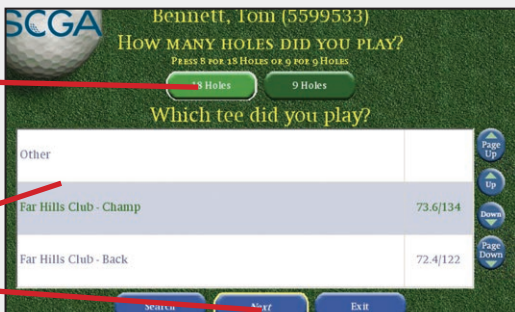 SCGA
Bennett, Tom (5599533)
HOW MANY HOLES DID YOU PLAY?
PRESS 8 FOR 18 HOLES OR 9 FOR 9 HOLES
18 Holes 9 Holes
Which tee did you play?
Other
Far Hills Club - Champ 73.6/134
Far Hills Club - Back 72.4/122
Page Up
Up
Down
Page Down
Search Next Exit